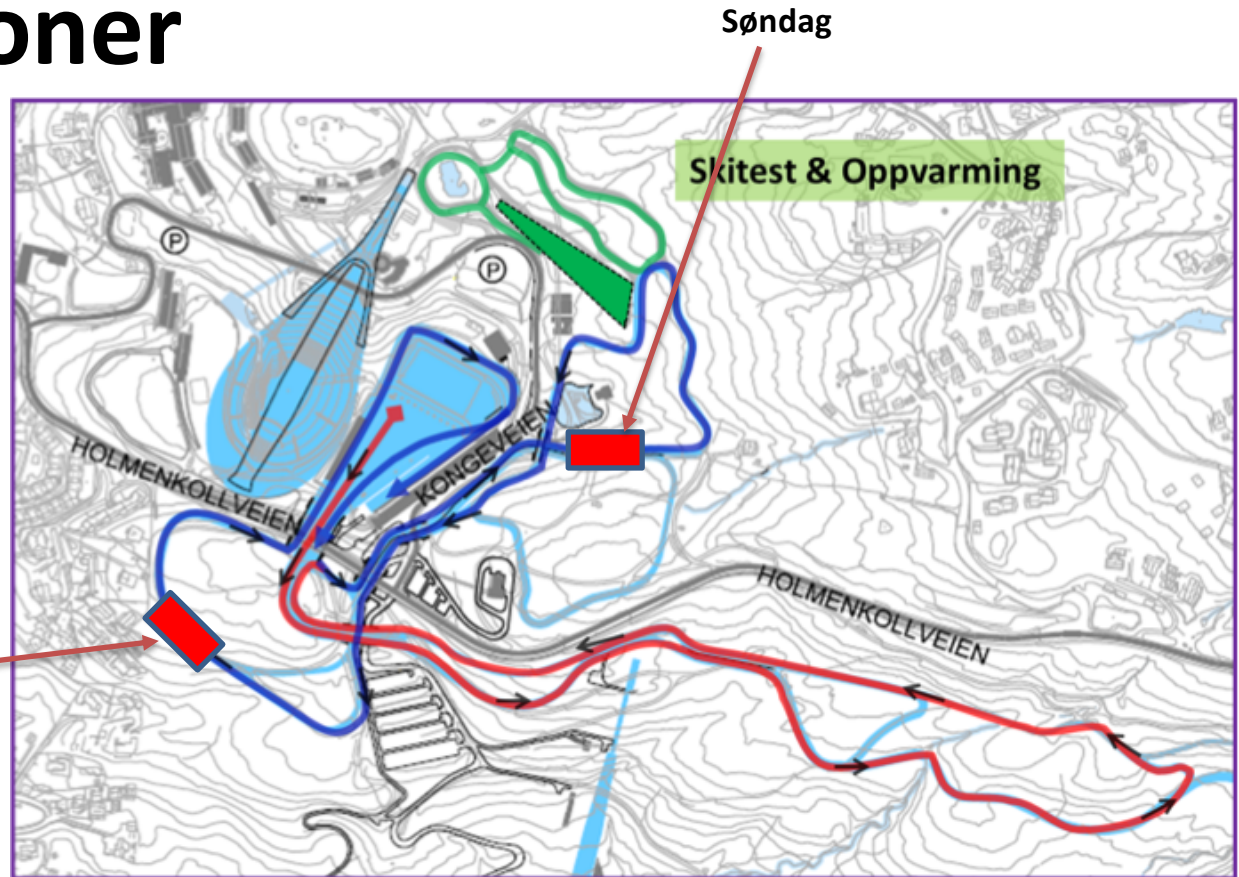 oner
Søndag
Skitest & Oppvarming
P
P
HOLMENKOLLVEIEN
KONGEVEIEN
HOLMENKOLLVEIEN